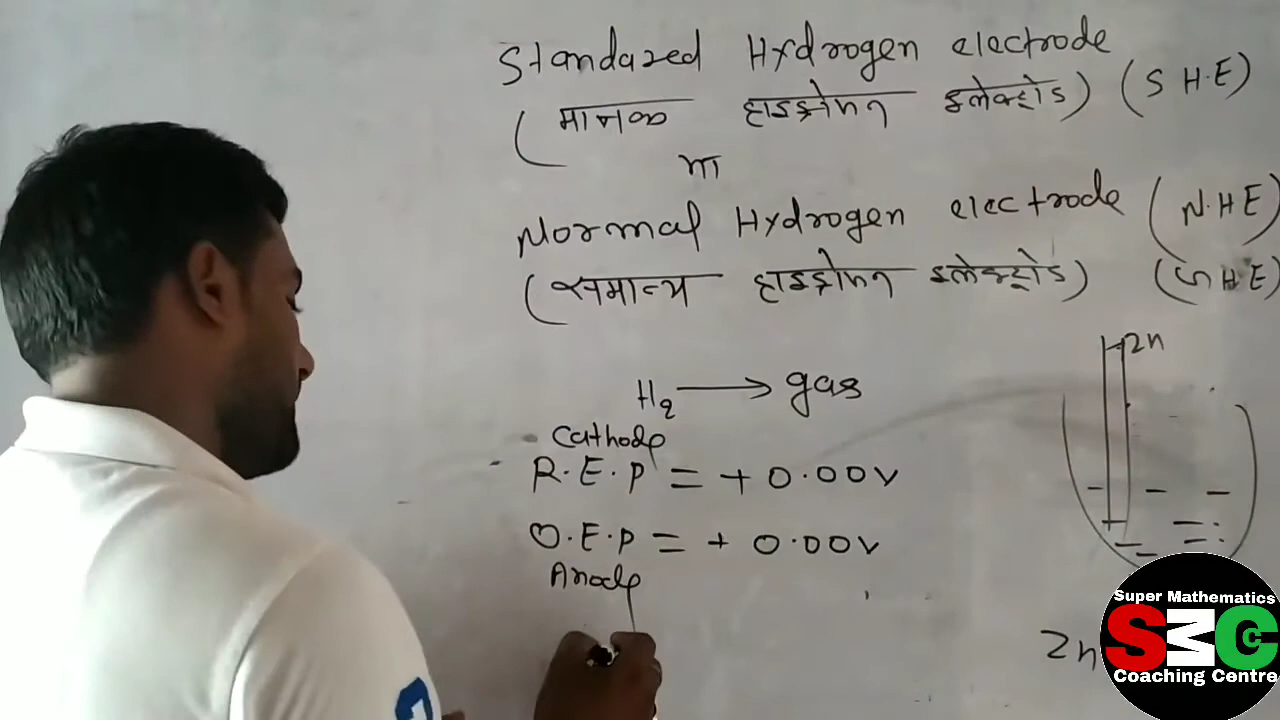 Standared Hydrogen electrode
(मानक हाइड्रोजन इलेक्ट्रोड) (S H.E)
या
Normal Hydrogen electrode (N.HE)
(सामान्य हाइड्रोजन इलेक्ट्रोड) (G H E)
H2 → gas
Cathode
R.E.P = + 0.00V
O.E.P = + 0.00V
Anode
Zn
Zn
Super Mathematics
SMC
Coaching Centre